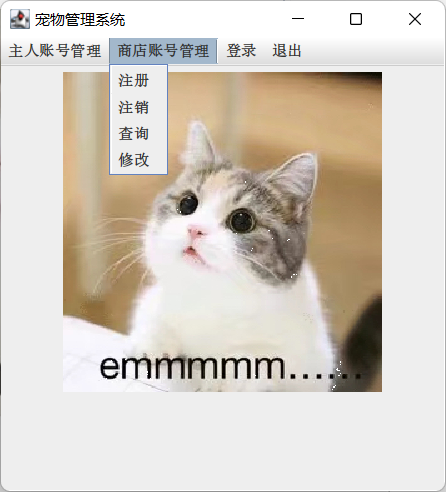 宠物管理系统
主人账号管理 商店账号管理 登录 退出
注册
注销
查询
修改
emmmmm......